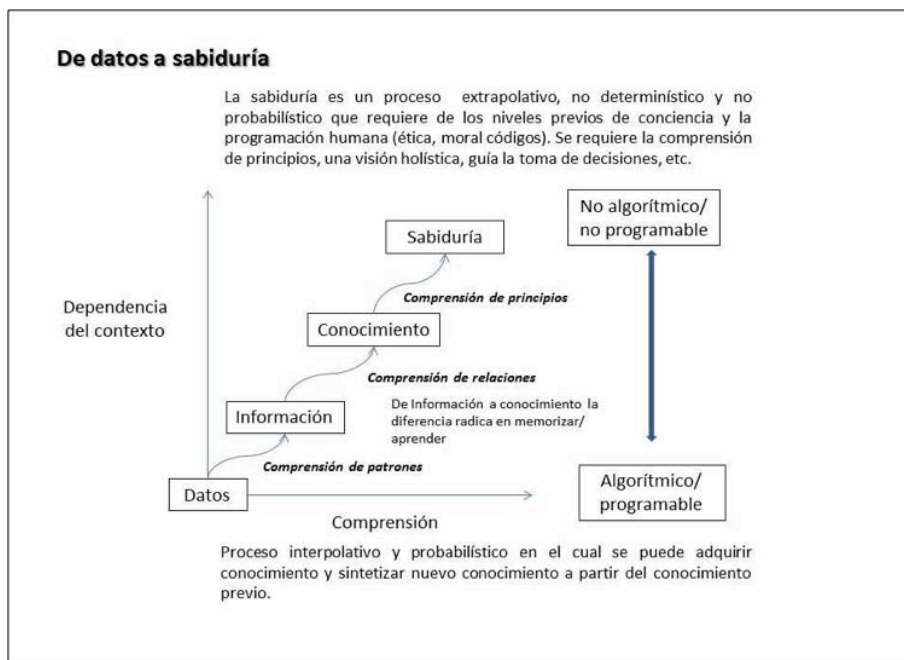 De datos a sabiduría
La sabiduría es un proceso extrapolativo, no determinístico y no
probabilístico que requiere de los niveles previos de conciencia y la
programación humana (ética, moral códigos). Se requiere la comprensión
de principios, una visión holística, guía la toma de decisiones, etc.
No algorítmico/
no programable
Sabiduría
Comprensión de principios
Dependencia
del contexto
Conocimiento
Comprensión de relaciones
De Información a conocimiento la
diferencia radica en memorizar/
aprender
Información
Comprensión de patrones
Datos
Algorítmico/
programable
Comprensión
Proceso interpolativo y probabilístico en el cual se puede adquirir
conocimiento y sintetizar nuevo conocimiento a partir del conocimiento
previo.